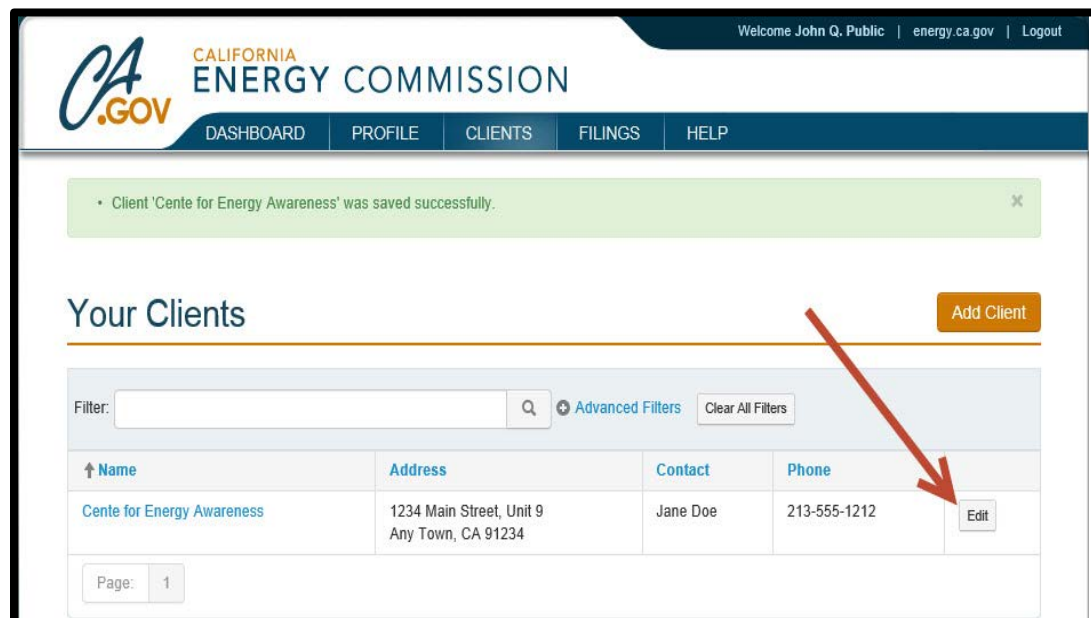 Welcome John Q. Public | energy.ca.gov | Logout
CA.GOV
CALIFORNIA
ENERGY COMMISSION
DASHBOARD PROFILE CLIENTS FILINGS HELP
• Client 'Cente for Energy Awareness' was saved successfully. ×
Your Clients
Add Client
Filter: Advanced Filters Clear All Filters
Name Address Contact Phone
Cente for Energy Awareness 1234 Main Street, Unit 9 Jane Doe 213-555-1212 Edit
Any Town, CA 91234
Page: 1